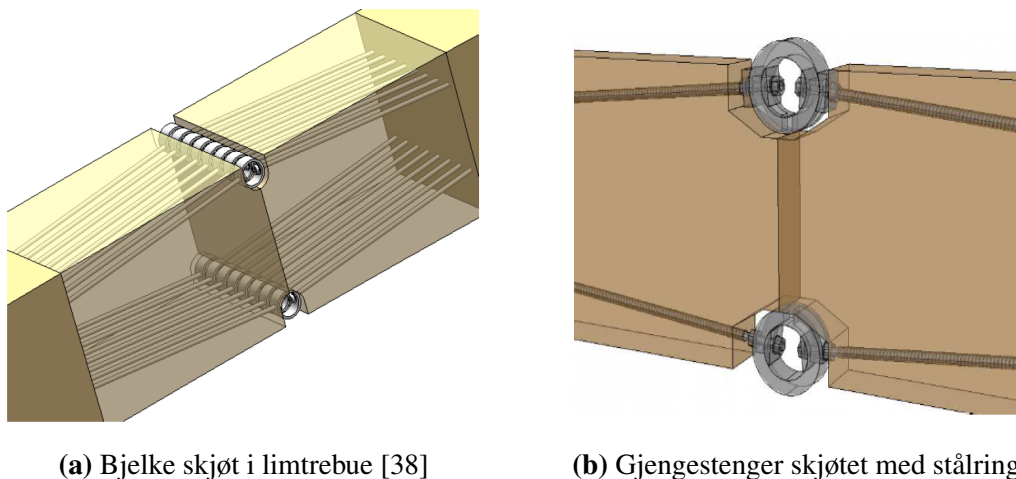 (a) Bjelke skjøt i limtrebue [38]
(b) Gjengestenger skjøtet med stålring